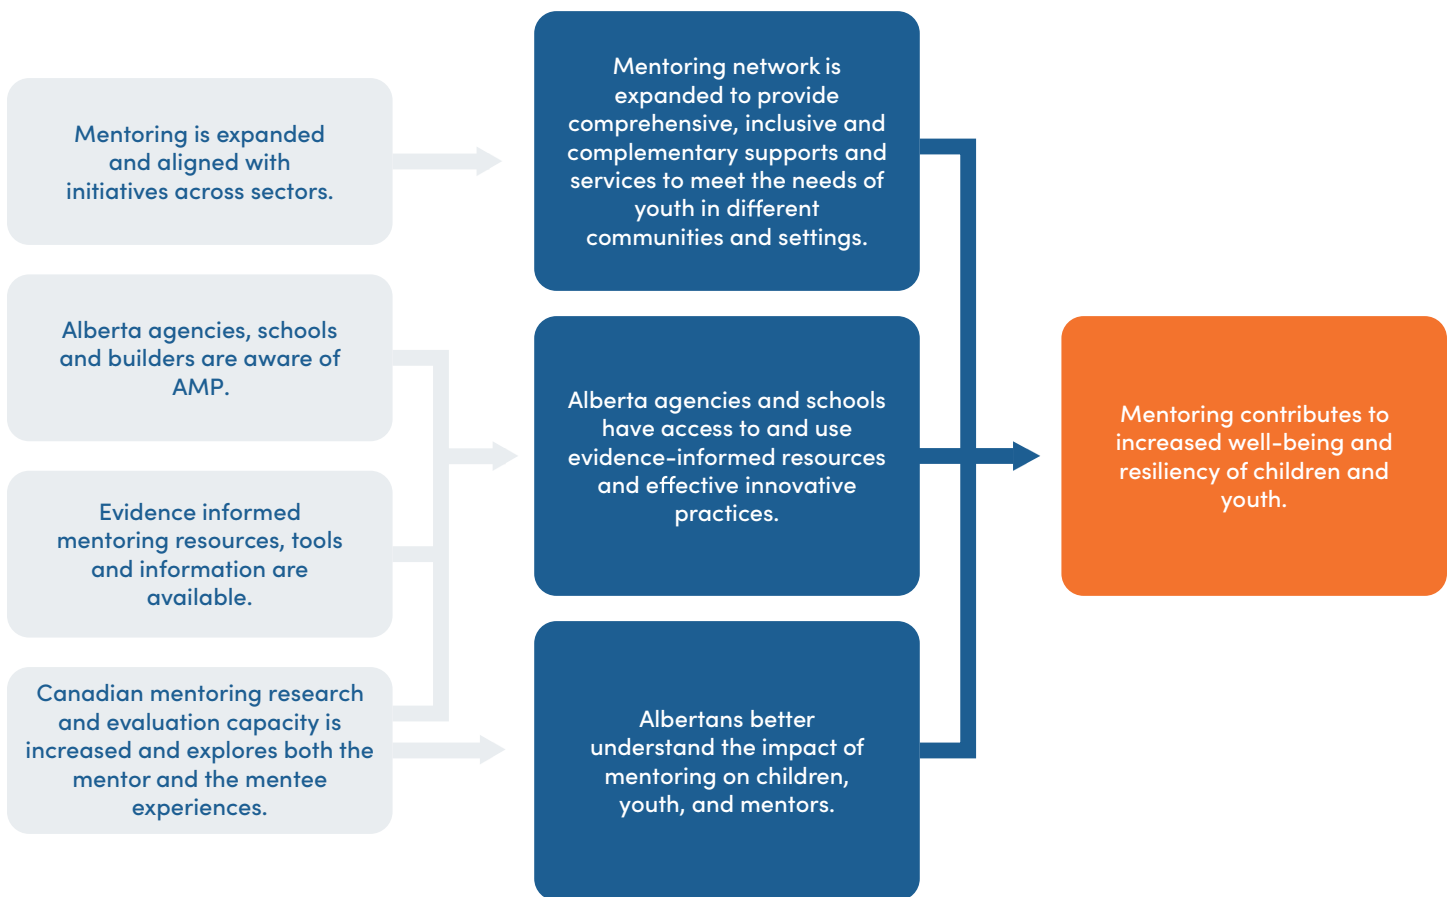 Mentoring is expanded
and aligned with
initiatives across sectors.
Alberta agencies, schools
and builders are aware of
AMP.
Evidence informed
mentoring resources, tools
and information are
available.
Canadian mentoring research
and evaluation capacity is
increased and explores both the
mentor and the mentee
experiences.
Mentoring network is
expanded to provide
comprehensive, inclusive and
complementary supports and
services to meet the needs of
youth in different
communities and settings.
Alberta agencies and schools
have access to and use
evidence-informed resources
and effective innovative
practices.
Albertans better
understand the impact of
mentoring on children,
youth, and mentors.
Mentoring contributes to
increased well-being and
resiliency of children and
youth.